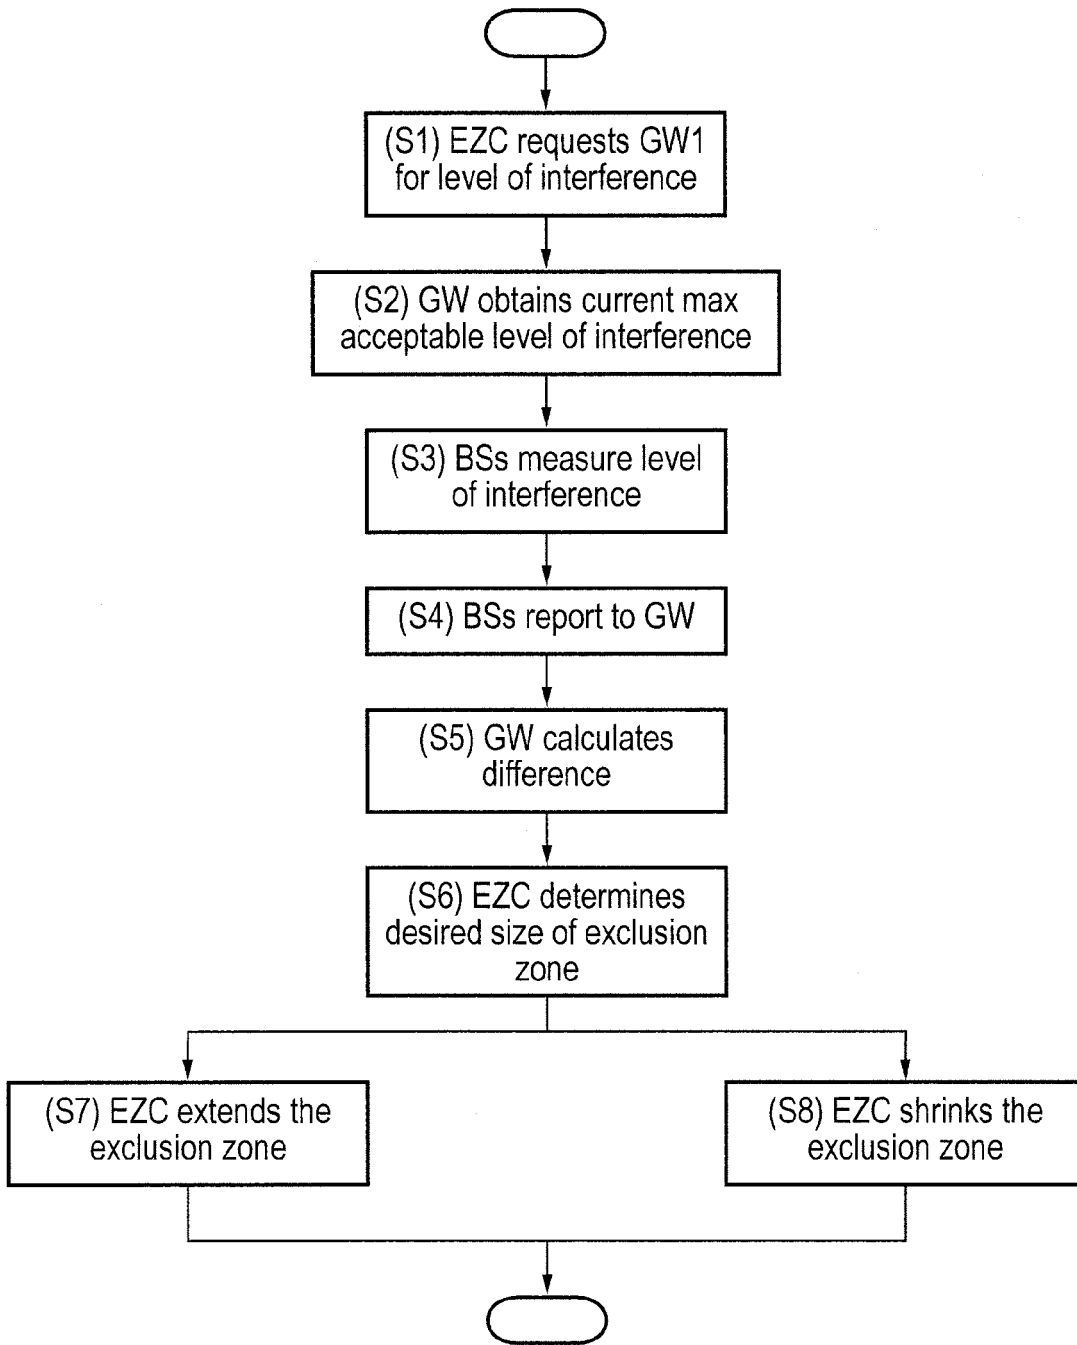 (S1) EZC requests GW1
for level of interference
(S2) GW obtains current max
acceptable level of interference
(S3) BSs measure level
of interference
(S4) BSs report to GW
(S5) GW calculates
difference
(S6) EZC determines
desired size of exclusion
zone
(S7) EZC extends the
exclusion zone
(S8) EZC shrinks the
exclusion zone